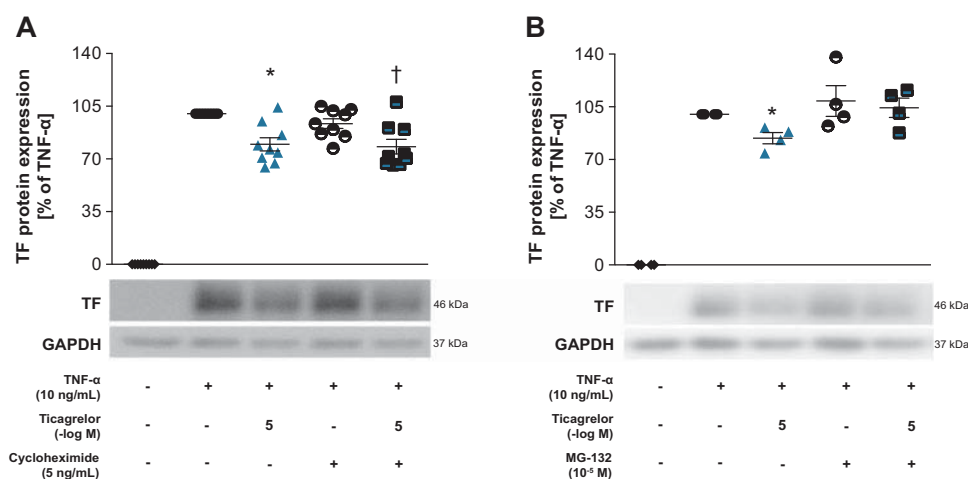 A
B
TF protein expression
[% of TNF-α]
140
105
70
35
0
*
†
TF
46 kDa
GAPDH
37 kDa
TNF-α
(10 ng/mL)
- + + + +
Ticagrelor
(-log M)
- - 5 - 5
Cycloheximide
(5 ng/mL)
- - - + +
TF protein expression
[% of TNF-α]
140
105
70
35
0
*
TF
46 kDa
GAPDH
37 kDa
TNF-α
(10 ng/mL)
- + + + +
Ticagrelor
(-log M)
- - 5 - 5
MG-132
(10⁻⁵ M)
- - - + +